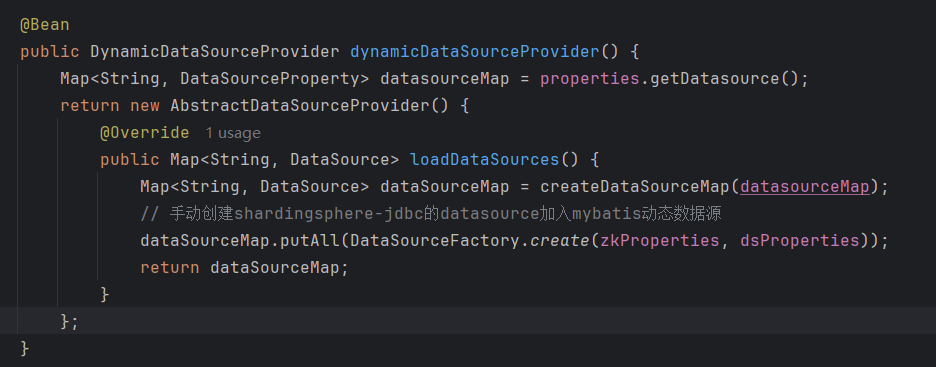 @Bean
public DynamicDataSourceProvider dynamicDataSourceProvider() {
    Map<String, DataSourceProperty> datasourceMap = properties.getDatasource();
    return new AbstractDataSourceProvider() {
        @Override 1 usage
        public Map<String, DataSource> loadDataSources() {
            Map<String, DataSource> dataSourceMap = createDataSourceMap(datasourceMap);
            // 手动创建shardingsphere-jdbc的datasource加入mybatis动态数据源
            dataSourceMap.putAll(DataSourceFactory.create(zkProperties, dsProperties));
            return dataSourceMap;
        }
    };
}